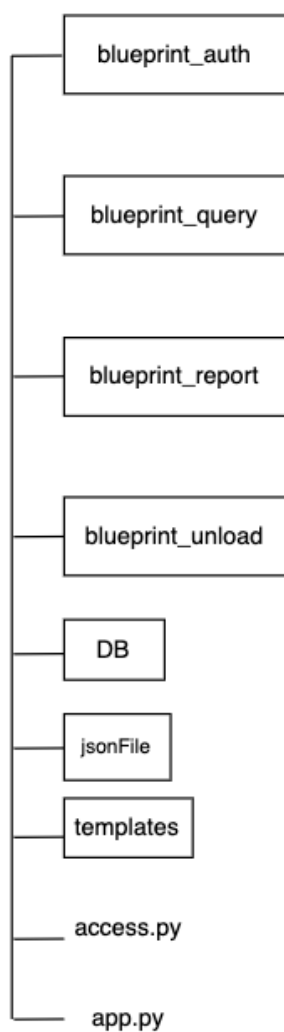 blueprint_auth
blueprint_query
blueprint_report
blueprint_unload
DB
jsonFile
templates
access.py
app.py